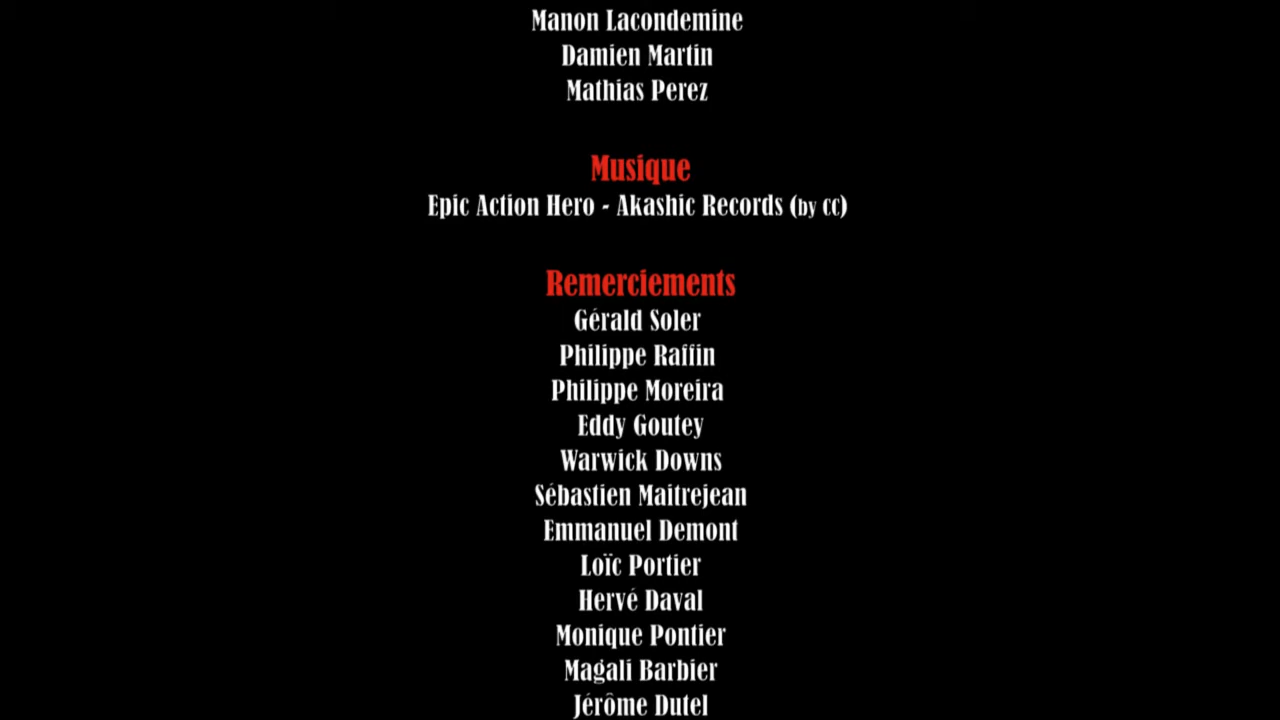 Manon Lacondemine
Damien Martin
Mathias Perez
Musique
Epic Action Hero - Akashic Records (by CC)
Remerciements
Gérald Soler
Philippe Raffin
Philippe Moreira
Eddy Goutey
Warwick Downs
Sébastien Maitrejean
Emmanuel Demont
Loïc Portier
Hervé Daval
Monique Pontier
Magali Barbier
Jérôme Dutel